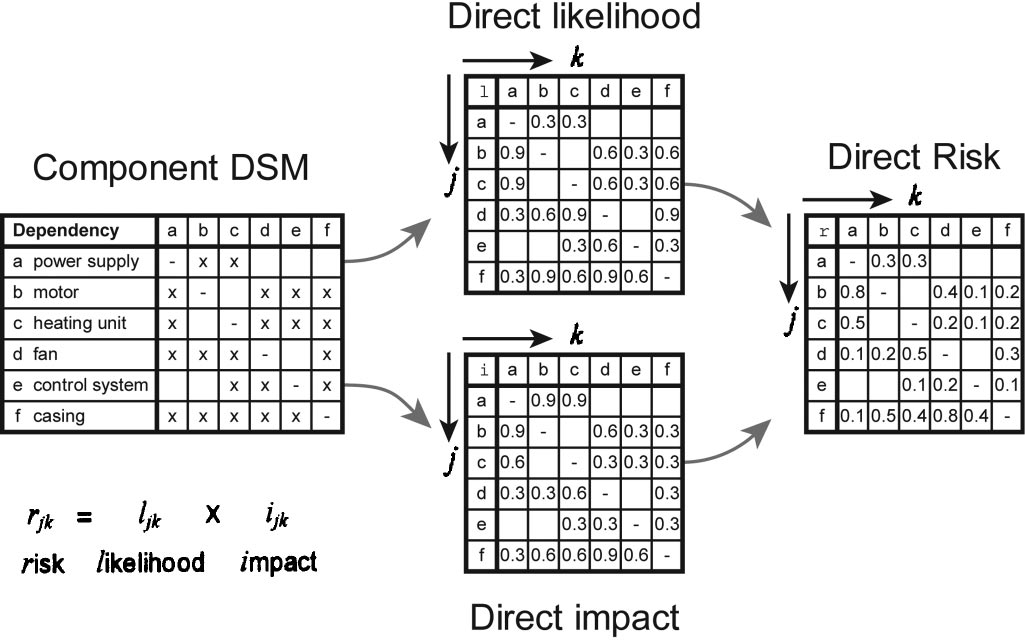 Direct likelihood
k
j
l a b c d e f
a - 0.3 0.3
b 0.9 - 0.6 0.3 0.6
c 0.9 - 0.6 0.3 0.6
d 0.3 0.6 0.9 - 0.9
e 0.3 0.6 - 0.3
f 0.3 0.9 0.6 0.9 0.6 -
Component DSM
Dependency a b c d e f
a power supply - x x
b motor x - x x x
c heating unit x - x x x
d fan x x x - x
e control system x x - x
f casing x x x x x -
Direct Risk
k
j
r a b c d e f
a - 0.3 0.3
b 0.8 - 0.4 0.1 0.2
c 0.5 - 0.2 0.1 0.2
d 0.1 0.2 0.5 - 0.3
e 0.1 0.2 - 0.1
f 0.1 0.5 0.4 0.8 0.4 -
k
j
i a b c d e f
a - 0.9 0.9
b 0.9 - 0.6 0.3 0.3
c 0.6 - 0.3 0.3 0.3
d 0.3 0.3 0.6 - 0.3
e 0.3 0.3 - 0.3
f 0.3 0.6 0.6 0.9 0.6 -
Direct impact
rjk = ljk x ijk
risk likelihood impact